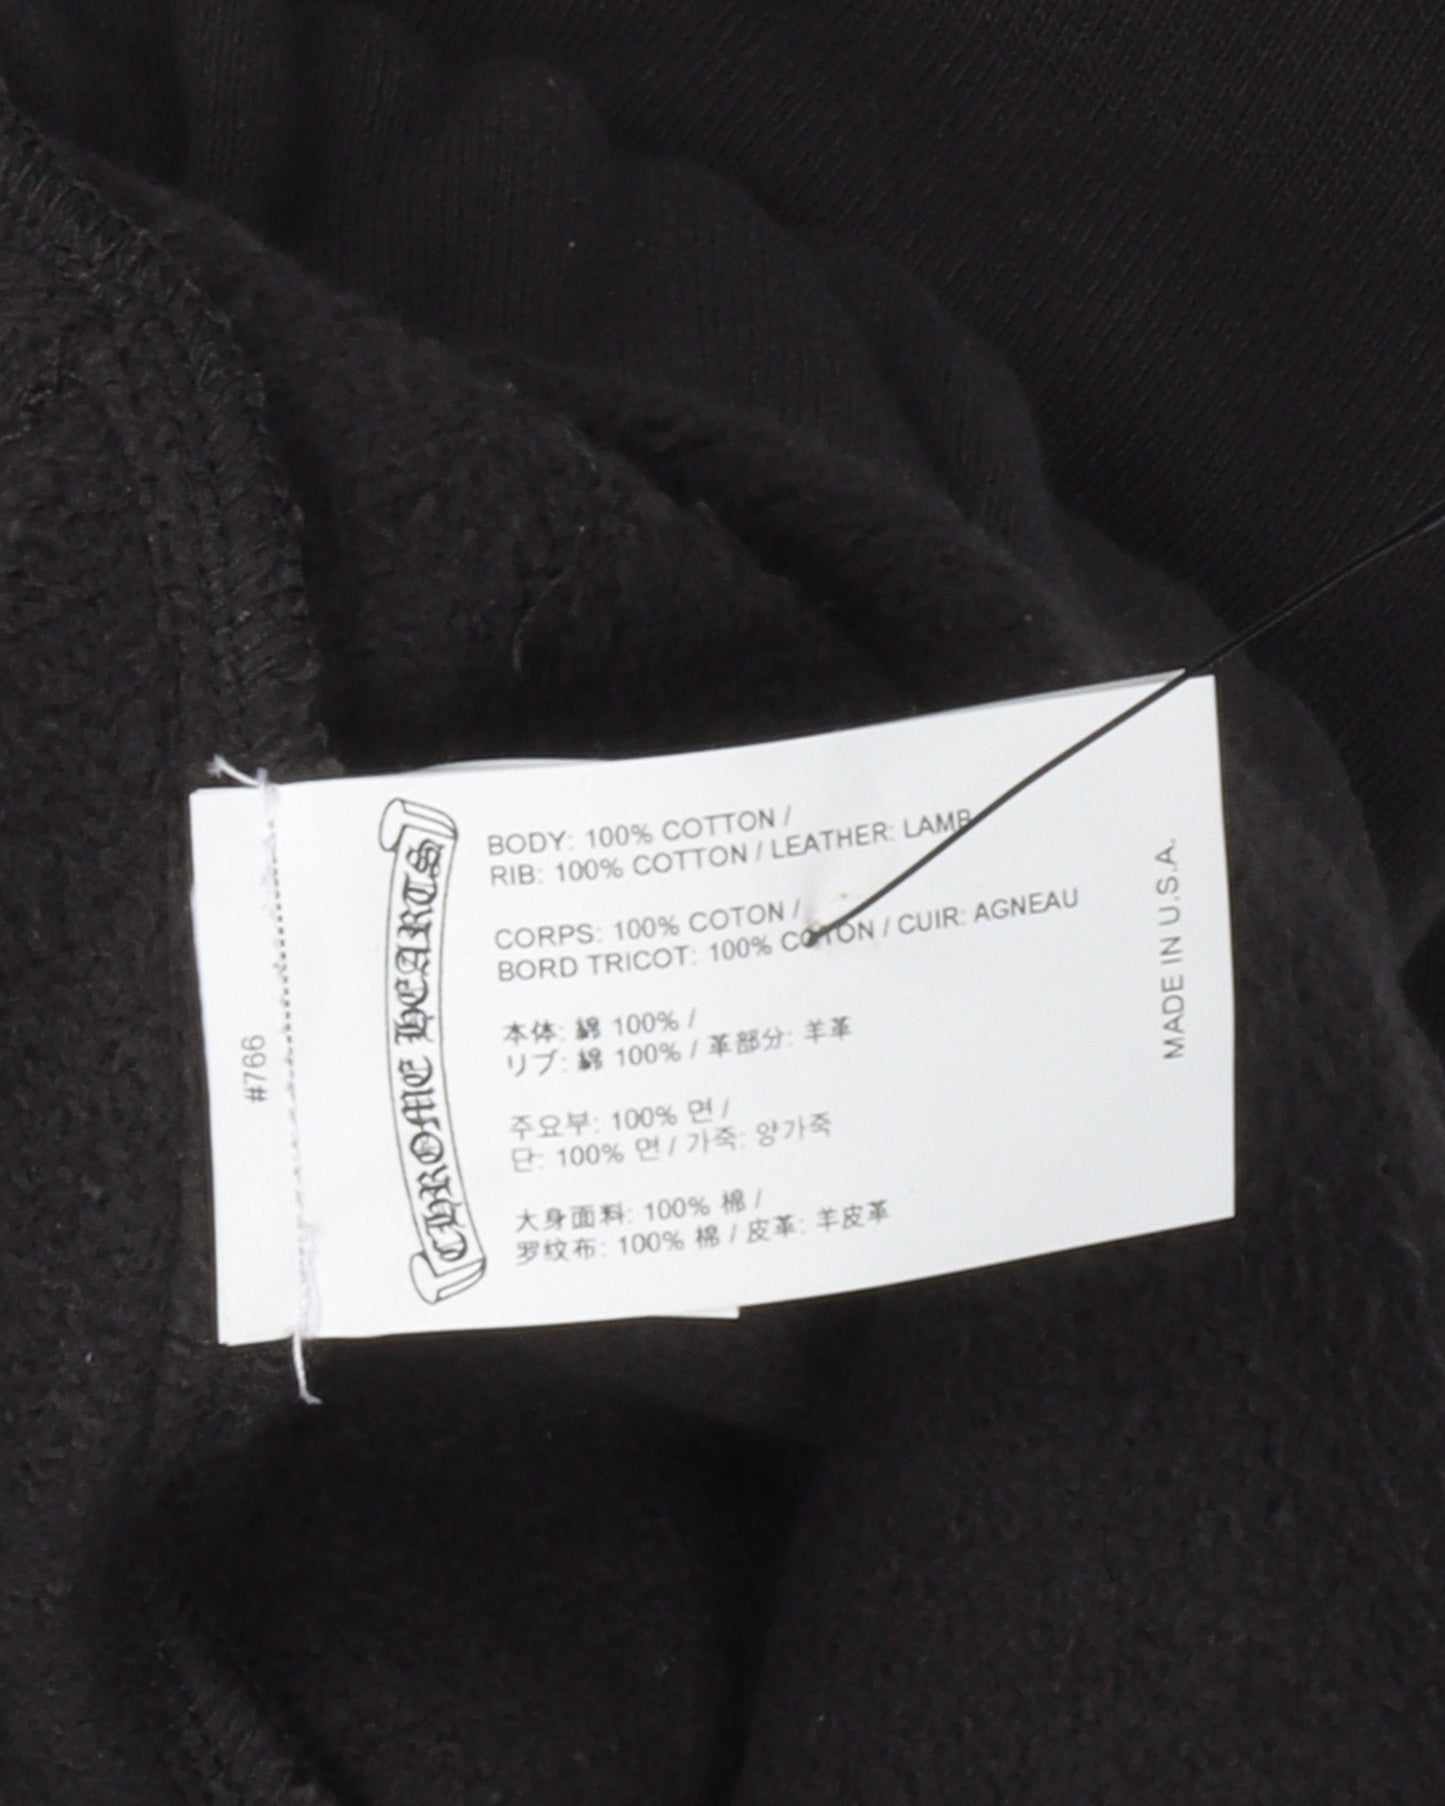 #766
CHROME HEARTS
BODY: 100% COTTON /
RIB: 100% COTTON / LEATHER: LAMB
CORPS: 100% COTON /
BORD TRICOT: 100% COTON / CUIR: AGNEAU
本体: 綿 100% /
リブ: 綿 100% / 革部分: 羊革
주요부: 100% 면 /
단: 100% 면 / 가죽: 양가죽
大身面料: 100% 棉 /
罗纹布: 100% 棉 / 皮革: 羊皮革
MADE IN U.S.A.